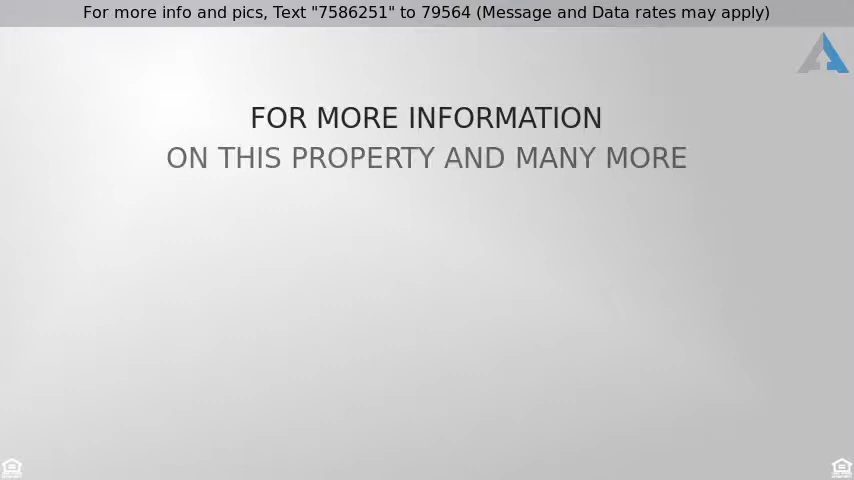 For more info and pics, Text "7586251" to 79564 (Message and Data rates may apply)
FOR MORE INFORMATION
ON THIS PROPERTY AND MANY MORE